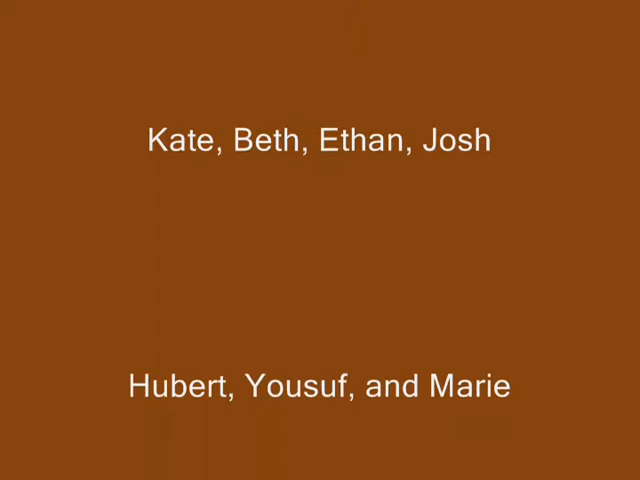 Kate, Beth, Ethan, Josh
Hubert, Yousuf, and Marie